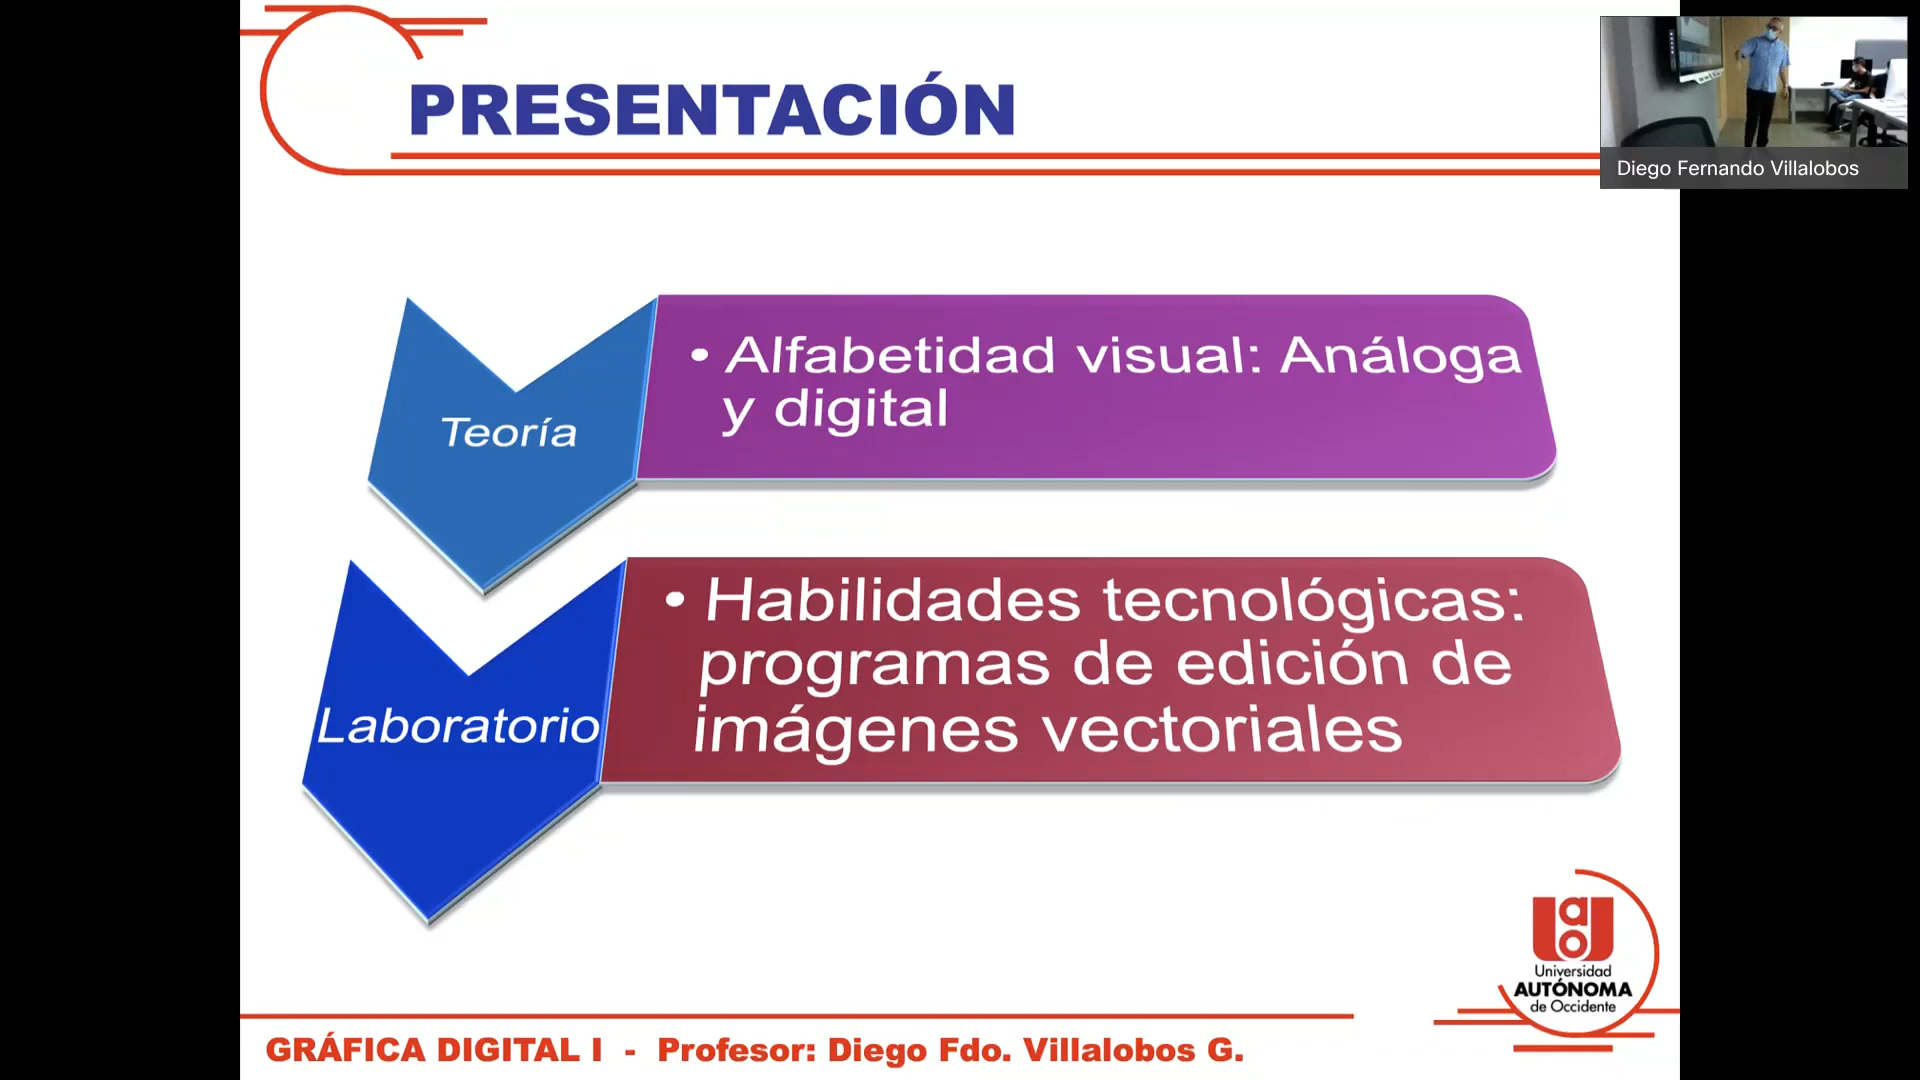 PRESENTACIÓN
Diego Fernando Villalobos
Teoría
• Alfabetidad visual: Análoga
y digital
Laboratorio
• Habilidades tecnológicas:
programas de edición de
imágenes vectoriales
uao
Universidad
AUTÓNOMA
de Occidente
GRÁFICA DIGITAL I - Profesor: Diego Fdo. Villalobos G.